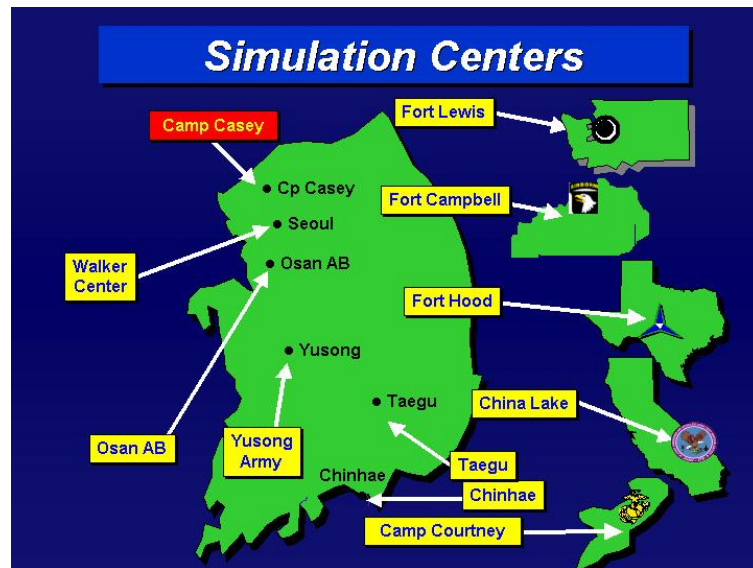 Simulation Centers
Camp Casey
Fort Lewis
Cp Casey
Fort Campbell
Seoul
Walker
Center
Osan AB
Fort Hood
Yusong
Taegu
China Lake
Osan AB
Yusong
Army
Taegu
Chinhae
Chinhae
Camp Courtney